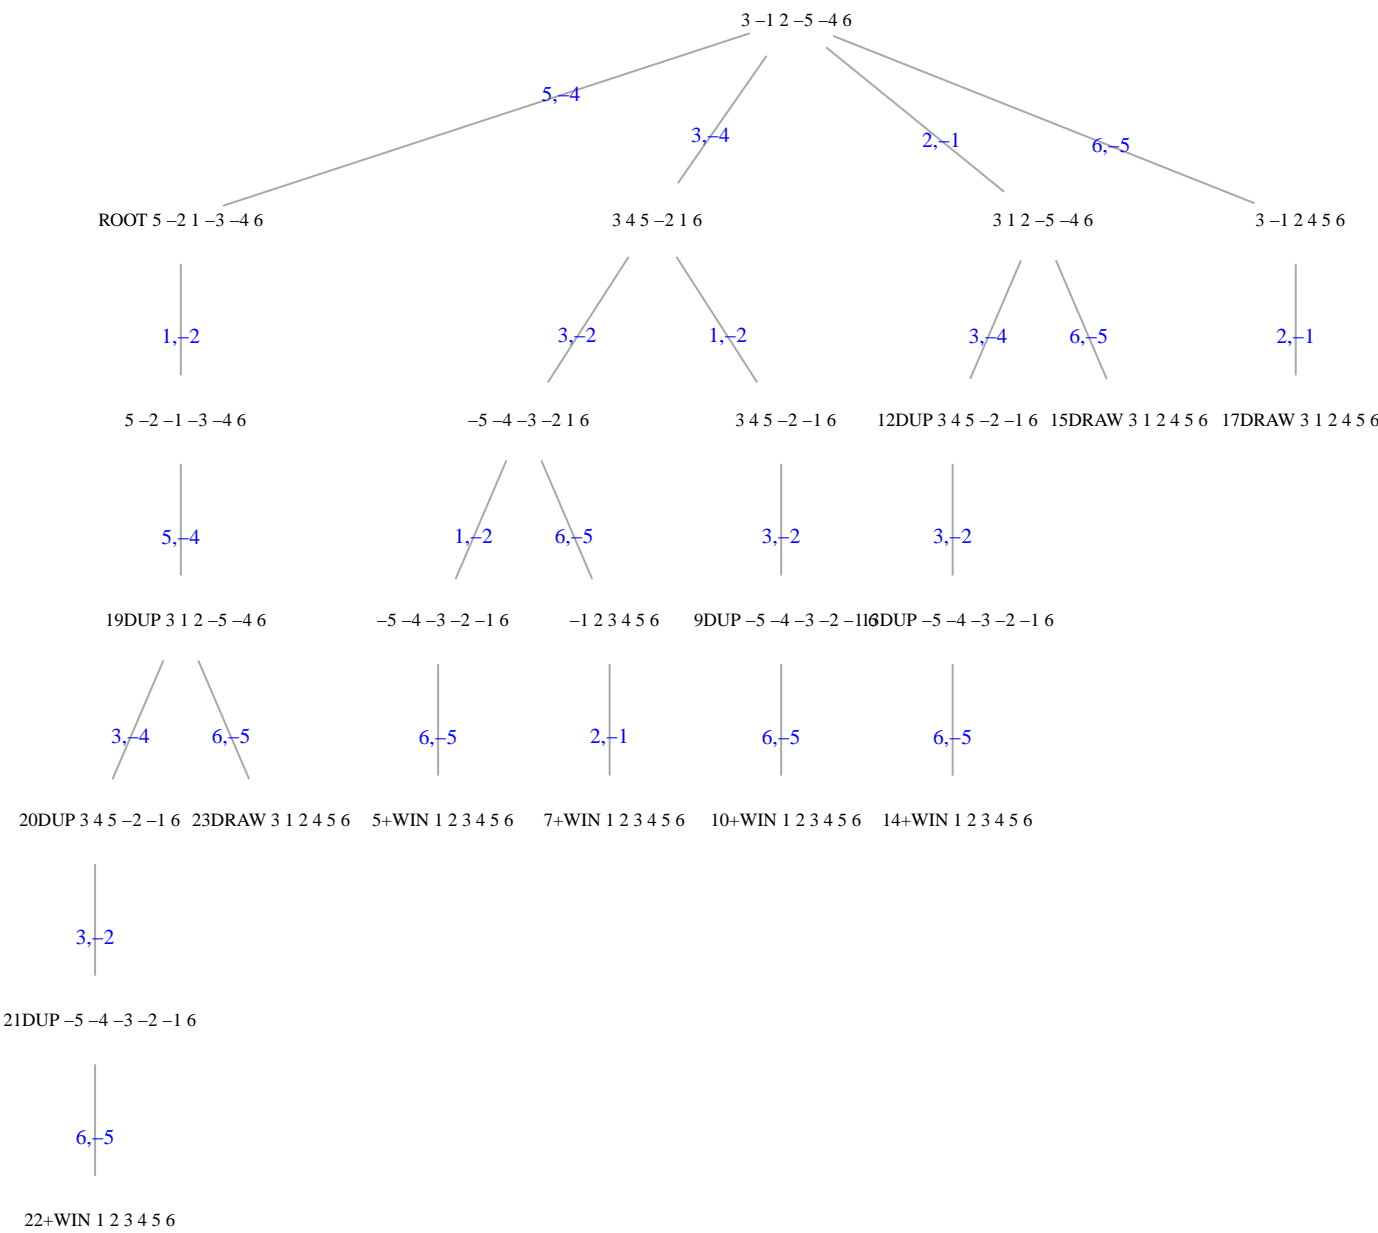 3 –1 2 –5 –4 6
5,–4
3,–4
2,–1
6,–5
ROOT 5 –2 1 –3 –4 6
3 4 5 –2 1 6
3 1 2 –5 –4 6
3 –1 2 4 5 6
1,–2
3,–2
1,–2
3,–4
6,–5
2,–1
5 –2 –1 –3 –4 6
–5 –4 –3 –2 1 6
3 4 5 –2 –1 6
12DUP 3 4 5 –2 –1 6
15DRAW 3 1 2 4 5 6
17DRAW 3 1 2 4 5 6
5,–4
1,–2
6,–5
3,–2
3,–2
19DUP 3 1 2 –5 –4 6
–5 –4 –3 –2 –1 6
–1 2 3 4 5 6
9DUP –5 –4 –3 –2 –1 6
13DUP –5 –4 –3 –2 –1 6
3,–4
6,–5
6,–5
2,–1
6,–5
6,–5
20DUP 3 4 5 –2 –1 6
23DRAW 3 1 2 4 5 6
5+WIN 1 2 3 4 5 6
7+WIN 1 2 3 4 5 6
10+WIN 1 2 3 4 5 6
14+WIN 1 2 3 4 5 6
3,–2
21DUP –5 –4 –3 –2 –1 6
6,–5
22+WIN 1 2 3 4 5 6